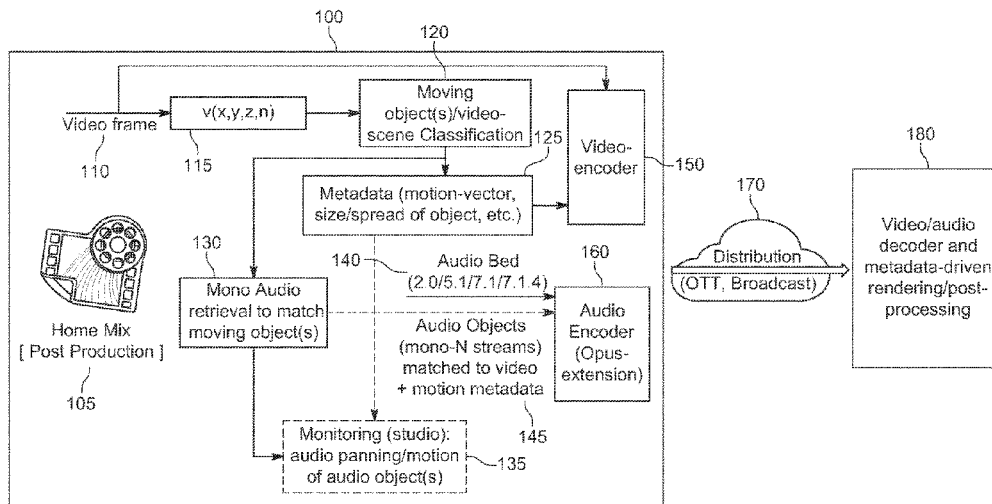 100
120
Moving
object(s)/video-
scene Classification
v(x,y,z,n)
Video frame
110
115
125
Video-
encoder
150
Metadata (motion-vector,
size/spread of object, etc.)
130
Mono Audio
retrieval to match
moving object(s)
140
Audio Bed
(2.0/5.1/7.1/7.1.4)
160
Audio
Encoder
(Opus-
extension)
Audio Objects
(mono-N streams)
matched to video
+ motion metadata
145
Home Mix
[ Post Production ]
105
Monitoring (studio):
audio panning/motion
of audio object(s)
135
170
Distribution
(OTT, Broadcast)
180
Video/audio
decoder and
metadata-driven
rendering/post-
processing